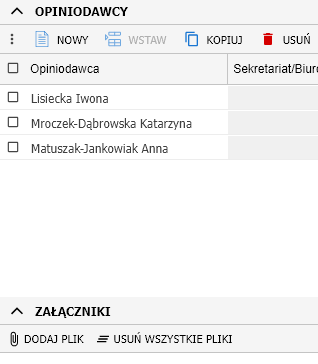 OPINIODAWCY
NOWY WSTAW KOPIUJ USUŃ
Opiniodawca Sekretariat/Biuro
Lisiecka Iwona
Mroczek-Dąbrowska Katarzyna
Matuszak-Jankowiak Anna
ZAŁĄCZNIKI
DODAJ PLIK USUŃ WSZYSTKIE PLIKI